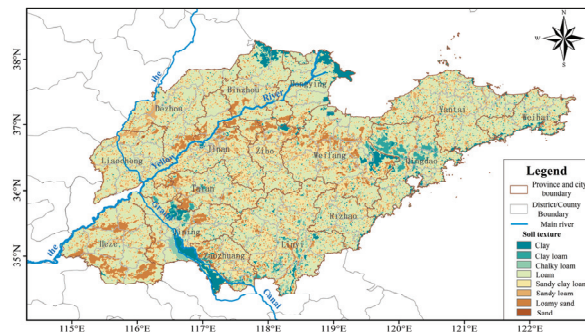 N
W
E
S
38°N
37°N
36°N
35°N
115°E
116°E
117°E
118°E
119°E
120°E
121°E
122°E
the
Yellow
River
the
Grand
Canal
the
Dezhou
Binzhou
Dongying
Yantai
Weihai
Liaocheng
Jinan
Zibo
Weifang
Qingdao
Taian
Rizhao
Heze
Jining
Zaozhuang
Linyi
Legend
Province and city
boundary
District/County
Boundary
Main river
Soil texture
Clay
Clay loam
Chalky loam
Loam
Sandy clay loam
Sandy loam
Loamy sand
Sand